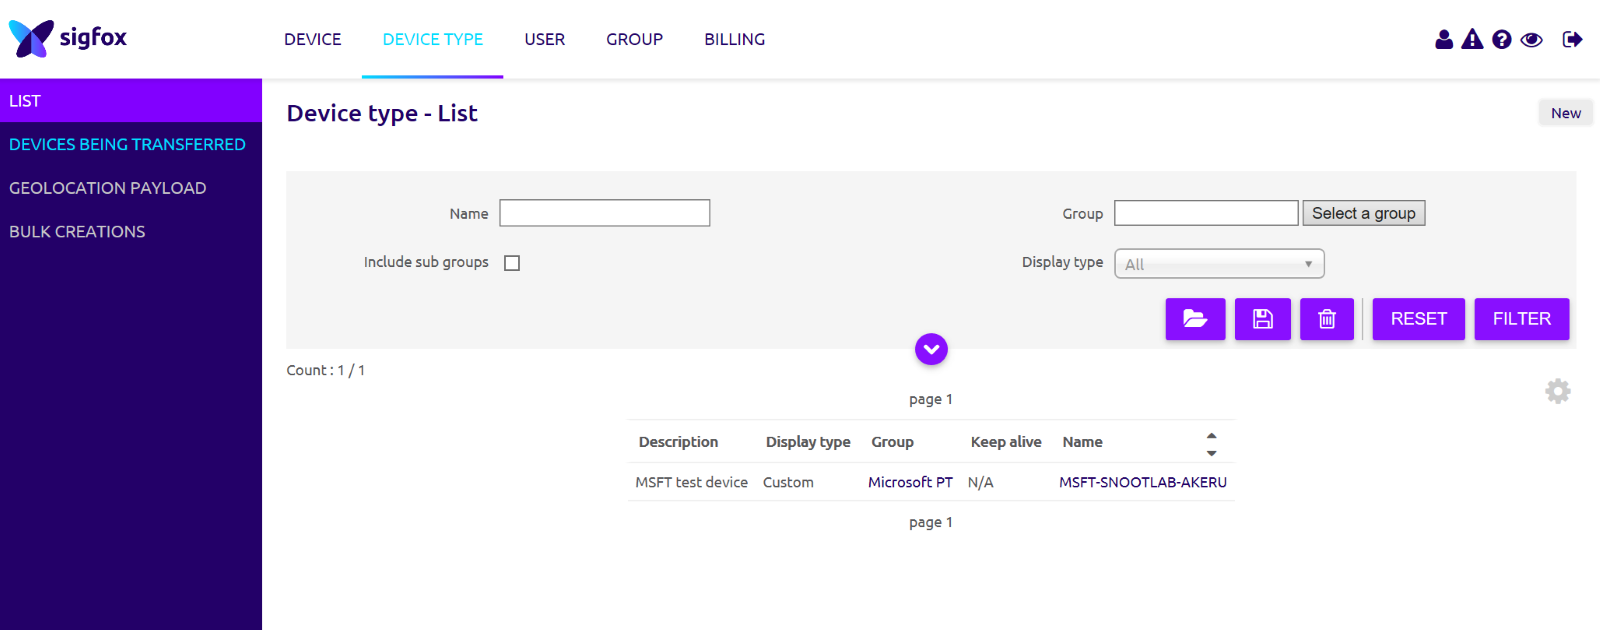 sigfox
DEVICE DEVICE TYPE USER GROUP BILLING
LIST
DEVICES BEING TRANSFERRED
GEOLOCATION PAYLOAD
BULK CREATIONS
Device type - List
New
Name
Group
Select a group
Include sub groups
Display type
All
RESET
FILTER
Count : 1 / 1
page 1
Description Display type Group Keep alive Name
MSFT test device Custom Microsoft PT N/A MSFT-SNOOTLAB-AKERU
page 1